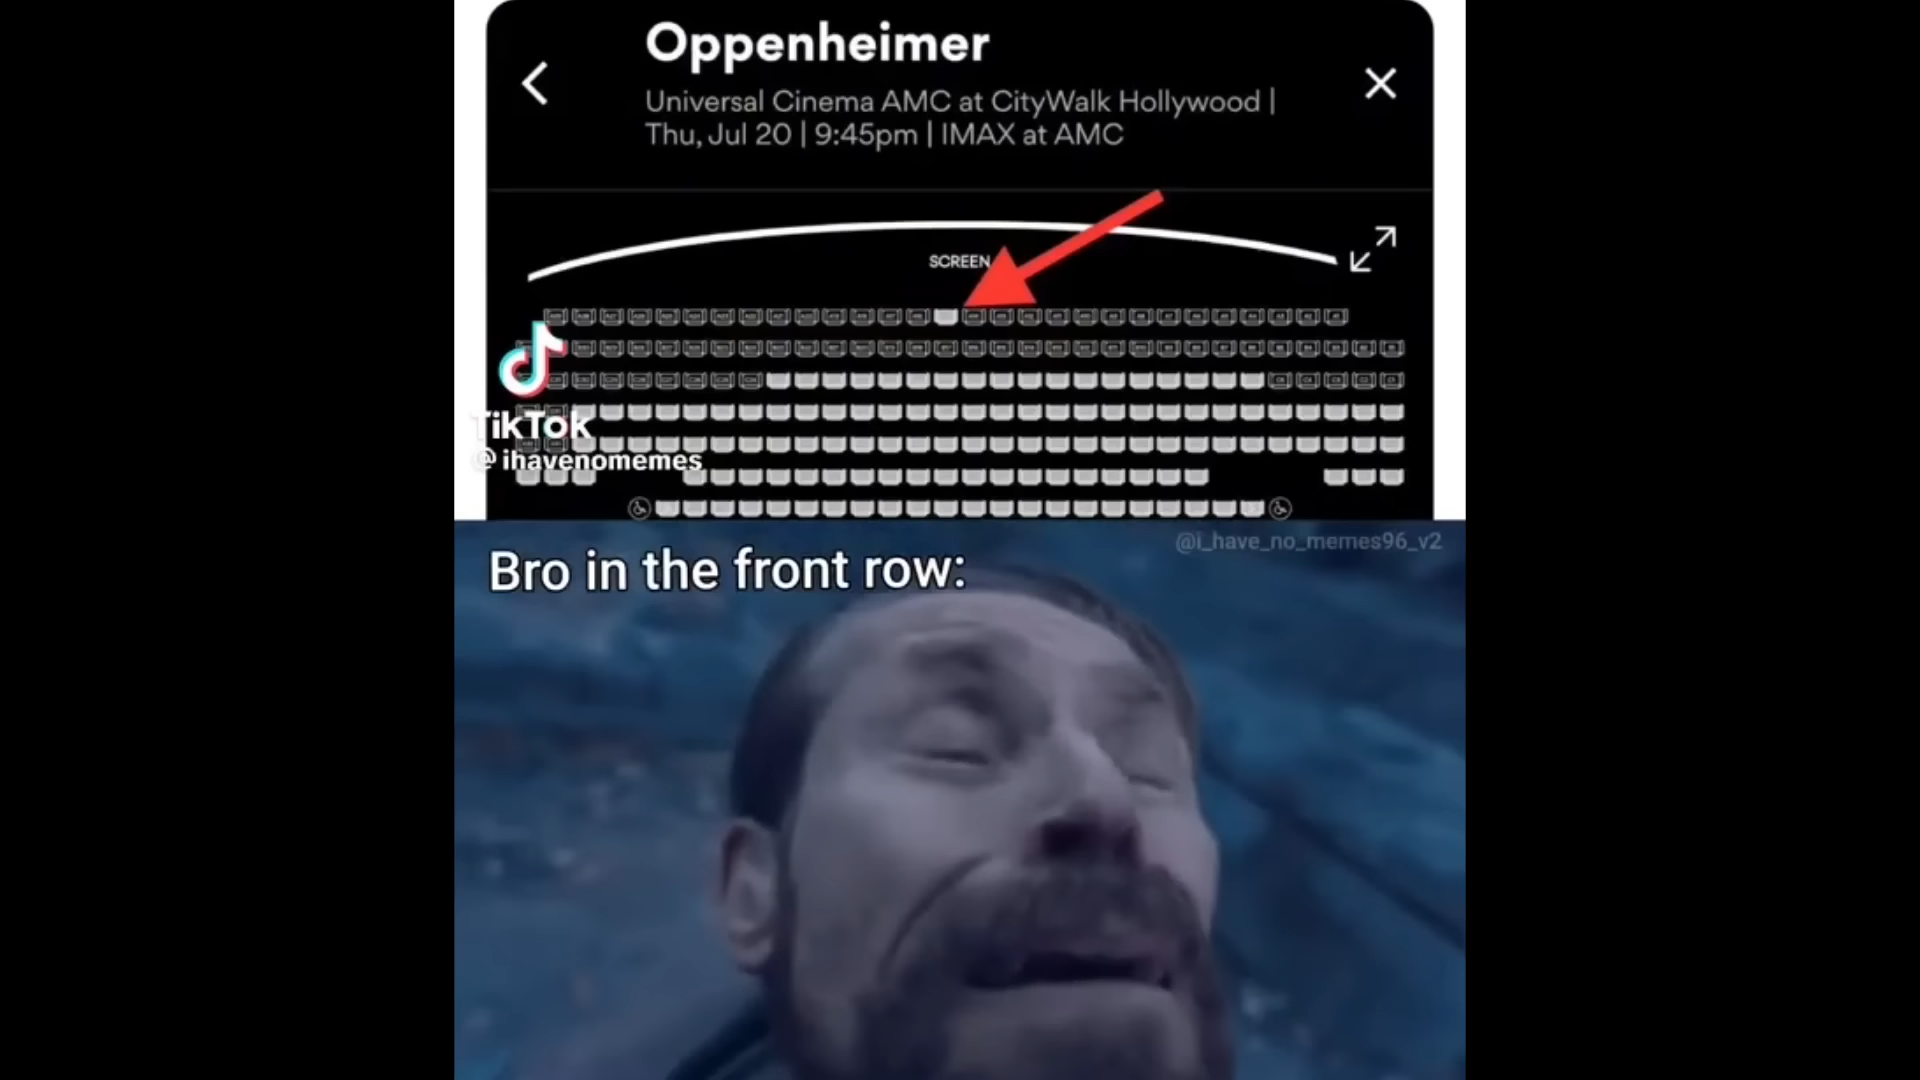 Oppenheimer
Universal Cinema AMC at CityWalk Hollywood |
Thu, Jul 20 | 9:45pm | IMAX at AMC
SCREEN
TikTok
@ ihavenomemes
@i_have_no_memes96_v2
Bro in the front row: